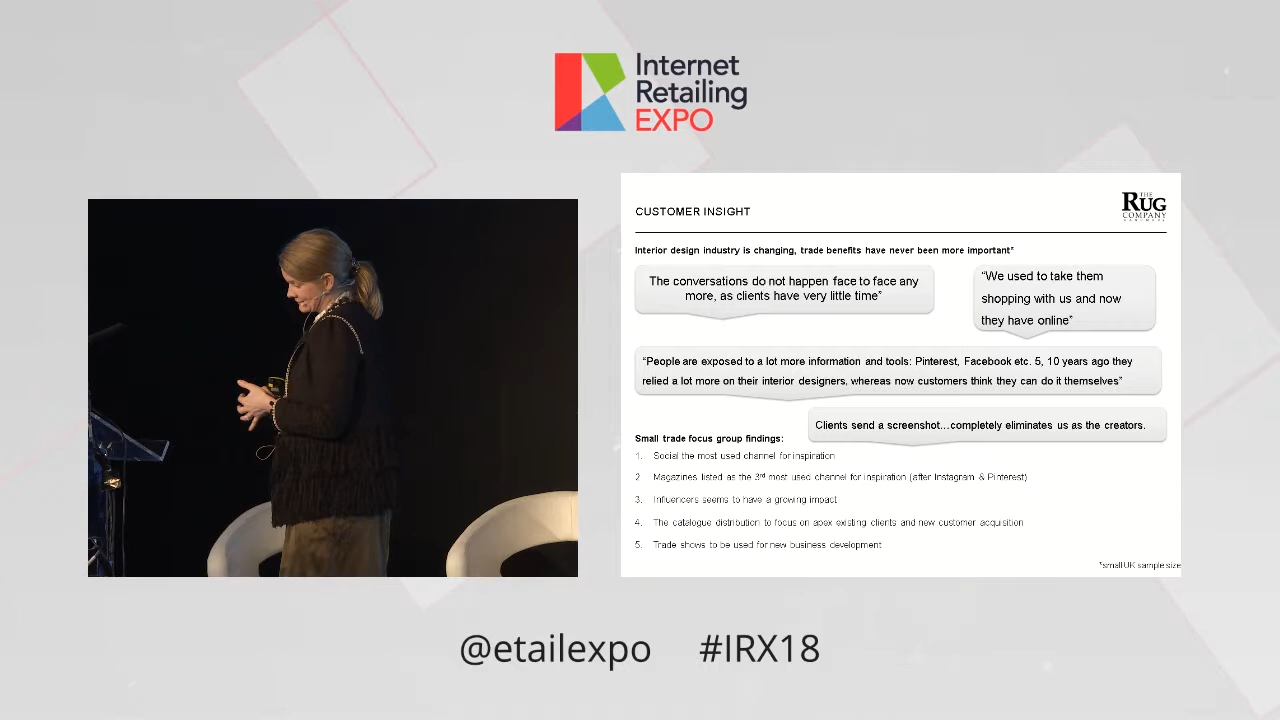 Internet
Retailing
EXPO
CUSTOMER INSIGHT
THE
RUG
COMPANY
Interior design industry is changing, trade benefits have never been more important*
The conversations do not happen face to face any
more, as clients have very little time”
“We used to take them
shopping with us and now
they have online”
“People are exposed to a lot more information and tools: Pinterest, Facebook etc. 5, 10 years ago they
relied a lot more on their interior designers, whereas now customers think they can do it themselves”
Clients send a screenshot…completely eliminates us as the creators.
Small trade focus group findings:
1. Social the most used channel for inspiration
2. Magazines listed as the 3rd most used channel for inspiration (after Instagram & Pinterest)
3. Influencers seems to have a growing impact
4. The catalogue distribution to focus on apex existing clients and new customer acquisition
5. Trade shows to be used for new business development
*small UK sample size
@etailexpo #IRX18